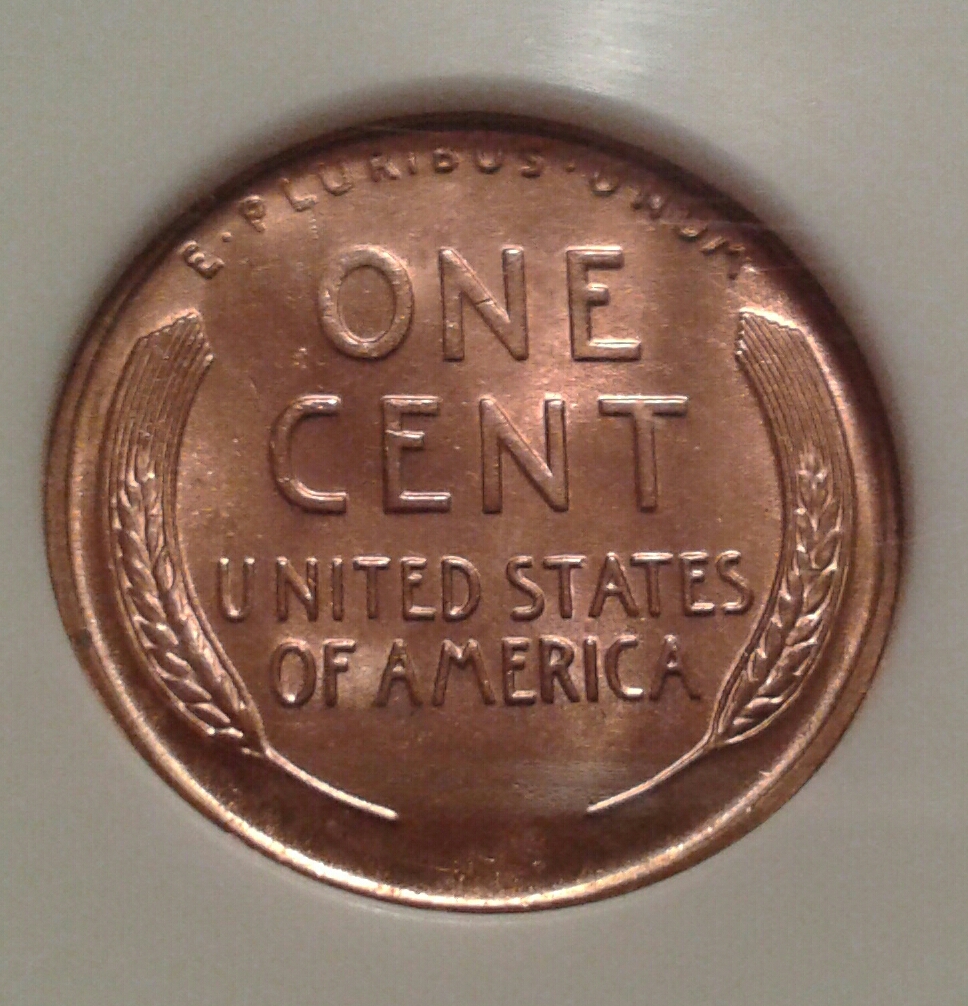 E·PLURIBUS·UNUM
ONE
CENT
UNITED STATES
OF AMERICA